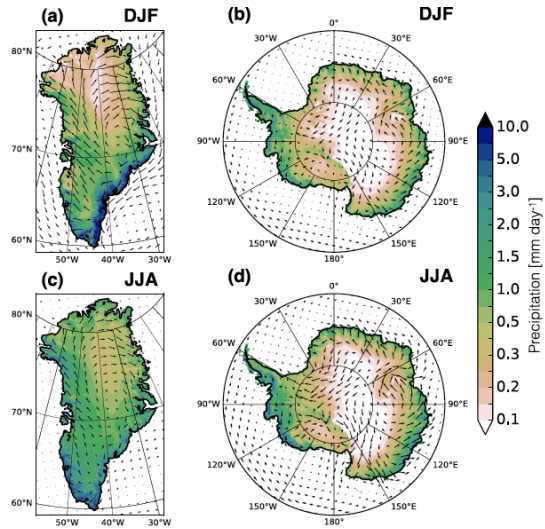 (a) DJF
80°N
70°N
60°N
50°W 40°W 30°W
(b) DJF
0°
30°W 30°E
60°W 60°E
90°W 90°E
120°W 120°E
150°W 150°E
180°
(c) JJA
80°N
70°N
60°N
50°W 40°W 30°W
(d) JJA
0°
30°W 30°E
60°W 60°E
90°W 90°E
120°W 120°E
150°W 150°E
180°
10.0
5.0
3.0
2.0
1.5
1.0
0.5
0.3
0.2
0.1
Precipitation [mm day⁻¹]